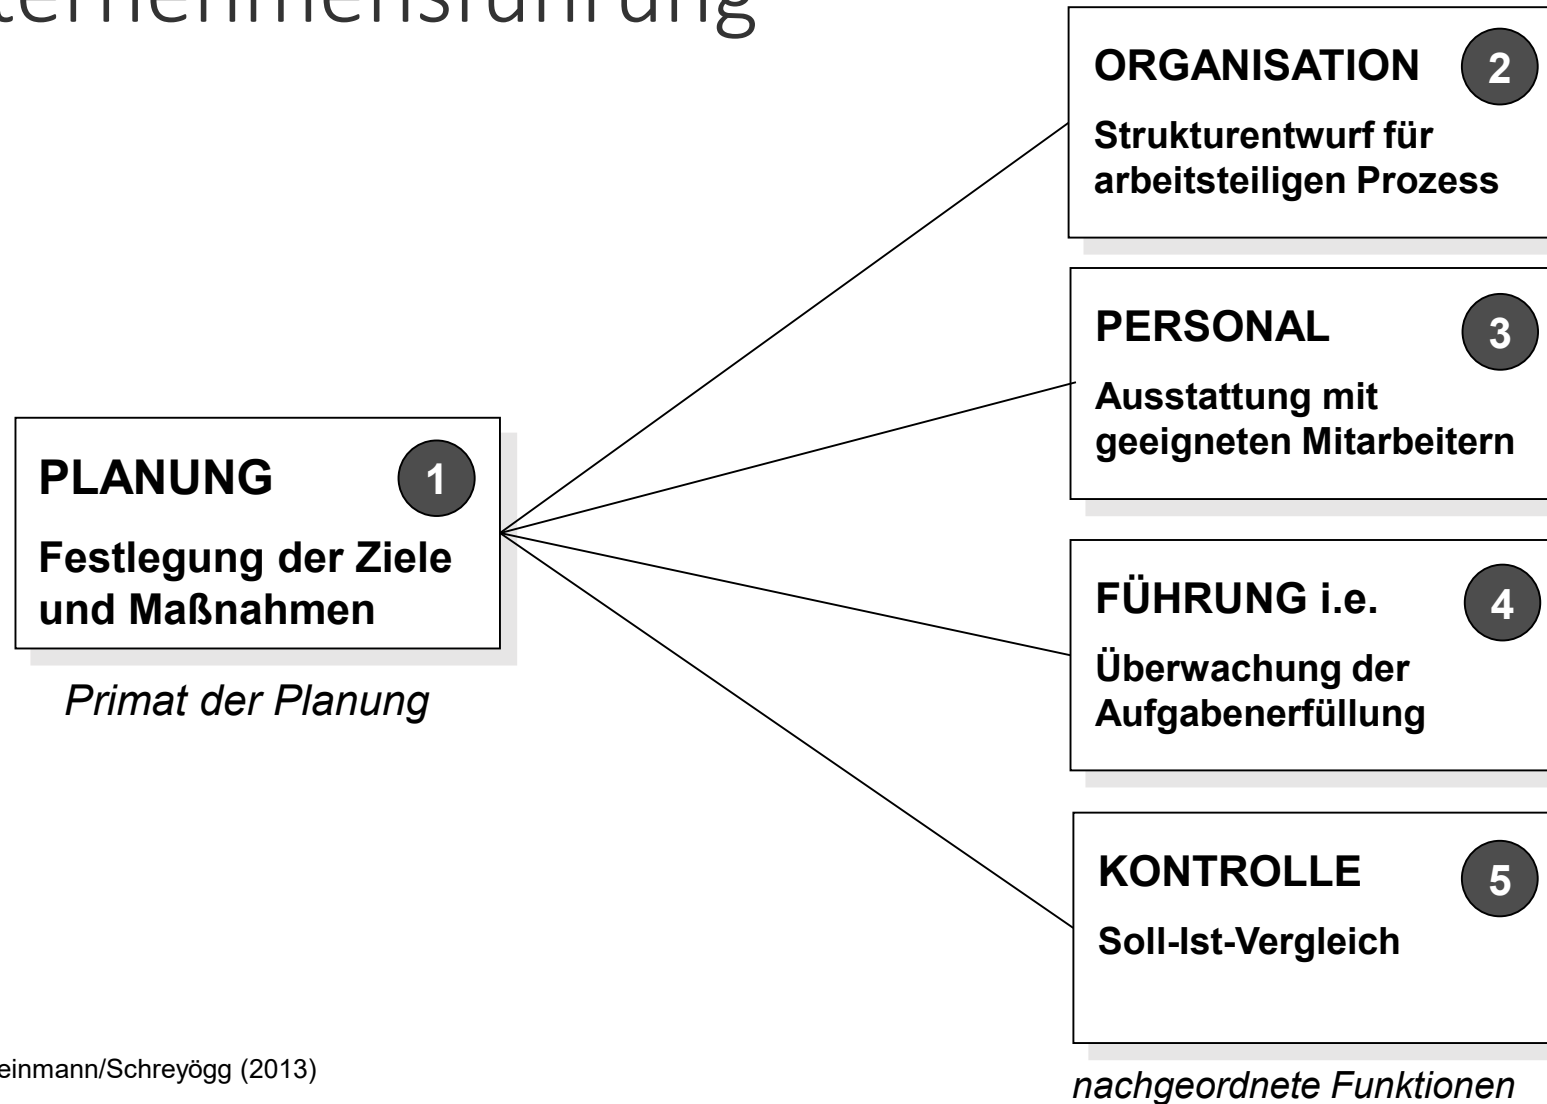 ternehmensführung
ORGANISATION 2
Strukturentwurf für
arbeitsteiligen Prozess
PERSONAL 3
Ausstattung mit
geeigneten Mitarbeitern
PLANUNG 1
Festlegung der Ziele
und Maßnahmen
Primat der Planung
FÜHRUNG i.e. 4
Überwachung der
Aufgabenerfüllung
KONTROLLE 5
Soll-Ist-Vergleich
einmann/Schreyögg (2013)
nachgeordnete Funktionen